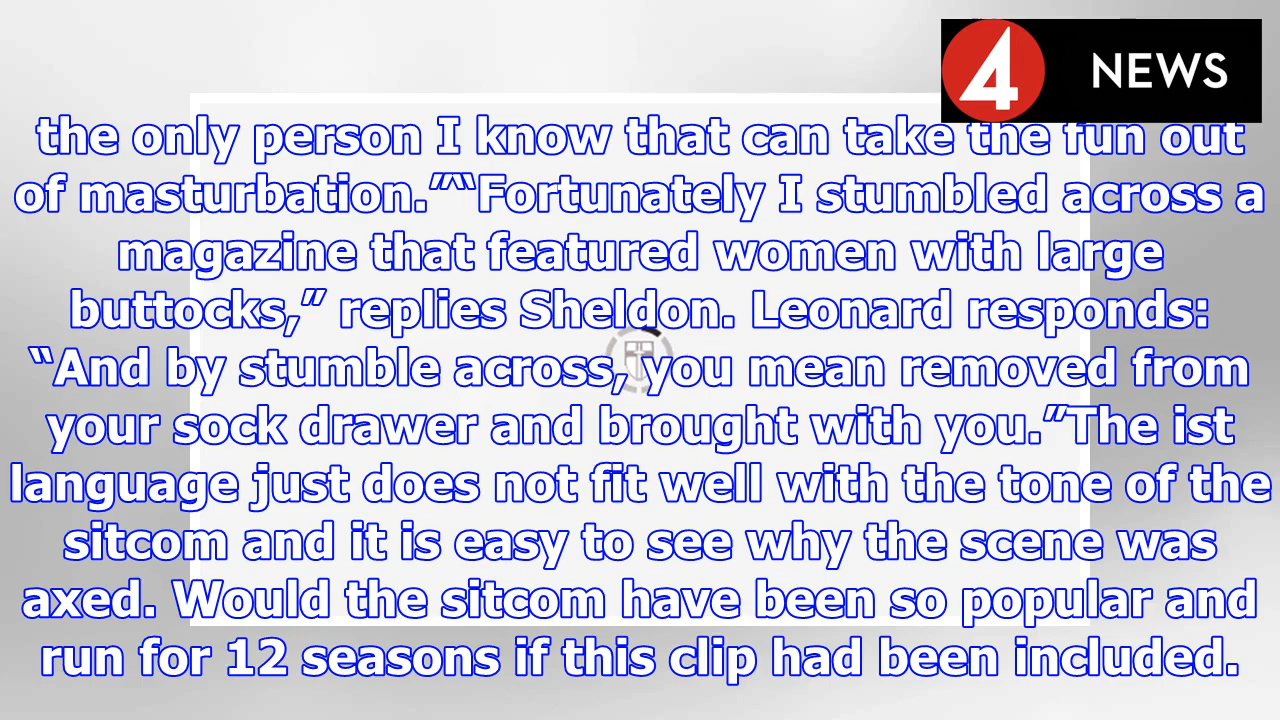 4 NEWS
the only person I know that can take the fun out
of masturbation.”“Fortunately I stumbled across a
magazine that featured women with large
buttocks,” replies Sheldon. Leonard responds:
“And by stumble across, you mean removed from
your sock drawer and brought with you.”The ist
language just does not fit well with the tone of the
sitcom and it is easy to see why the scene was
axed. Would the sitcom have been so popular and
run for 12 seasons if this clip had been included.